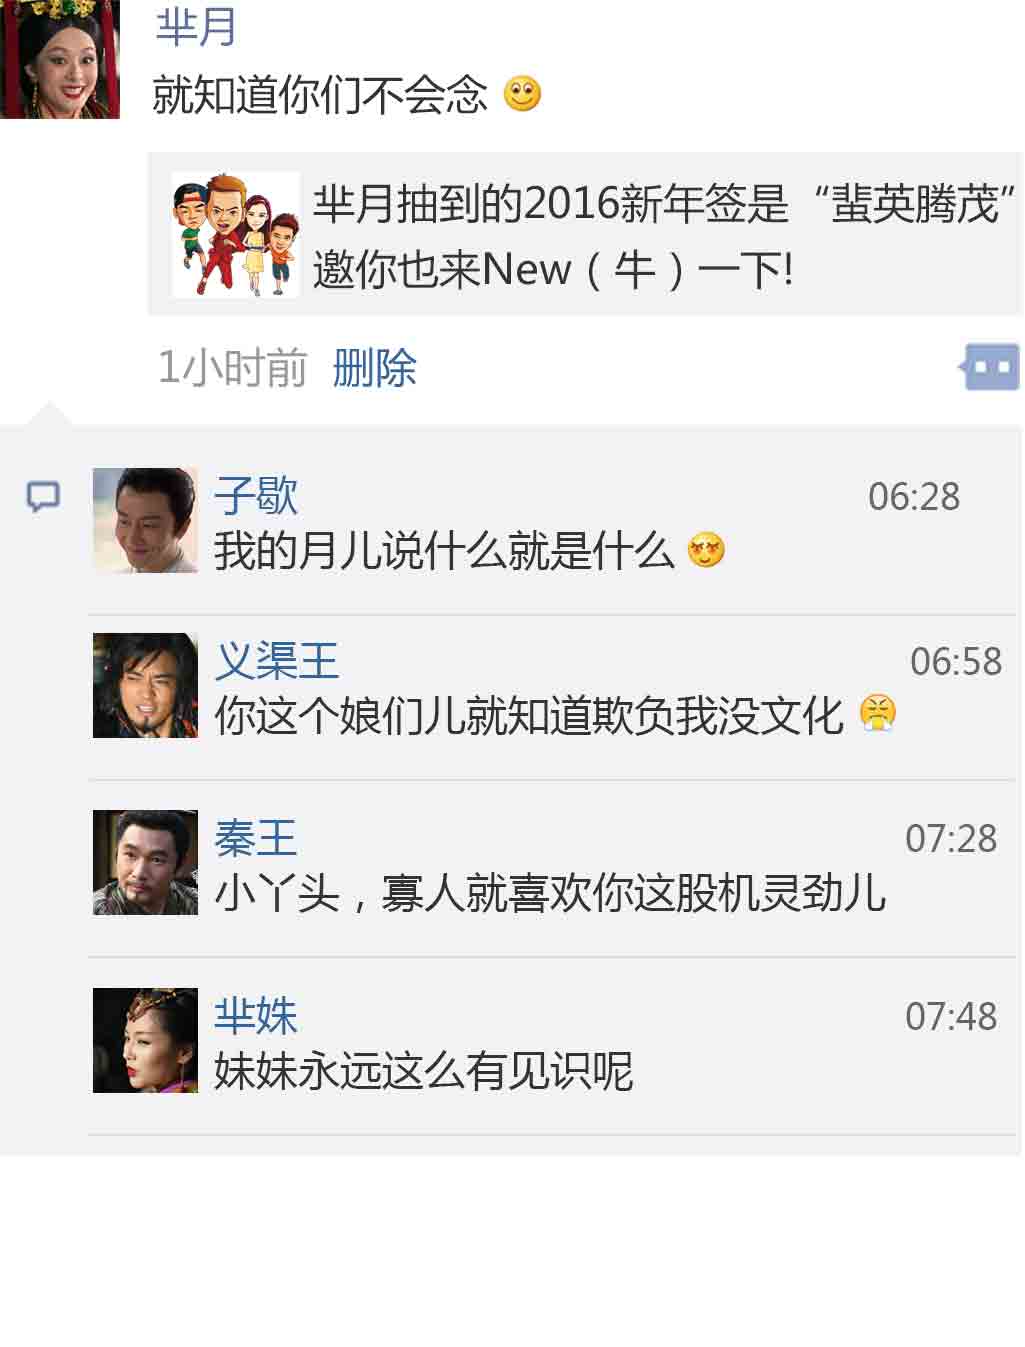 芈月
就知道你们不会念
芈月抽到的2016新年签是“蜚英腾茂”
邀你也来New（牛）一下!
1小时前 删除
子歇 06:28
我的月儿说什么就是什么
义渠王 06:58
你这个娘们儿就知道欺负我没文化
秦王 07:28
小丫头，寡人就喜欢你这股机灵劲儿
芈姝 07:48
妹妹永远这么有见识呢